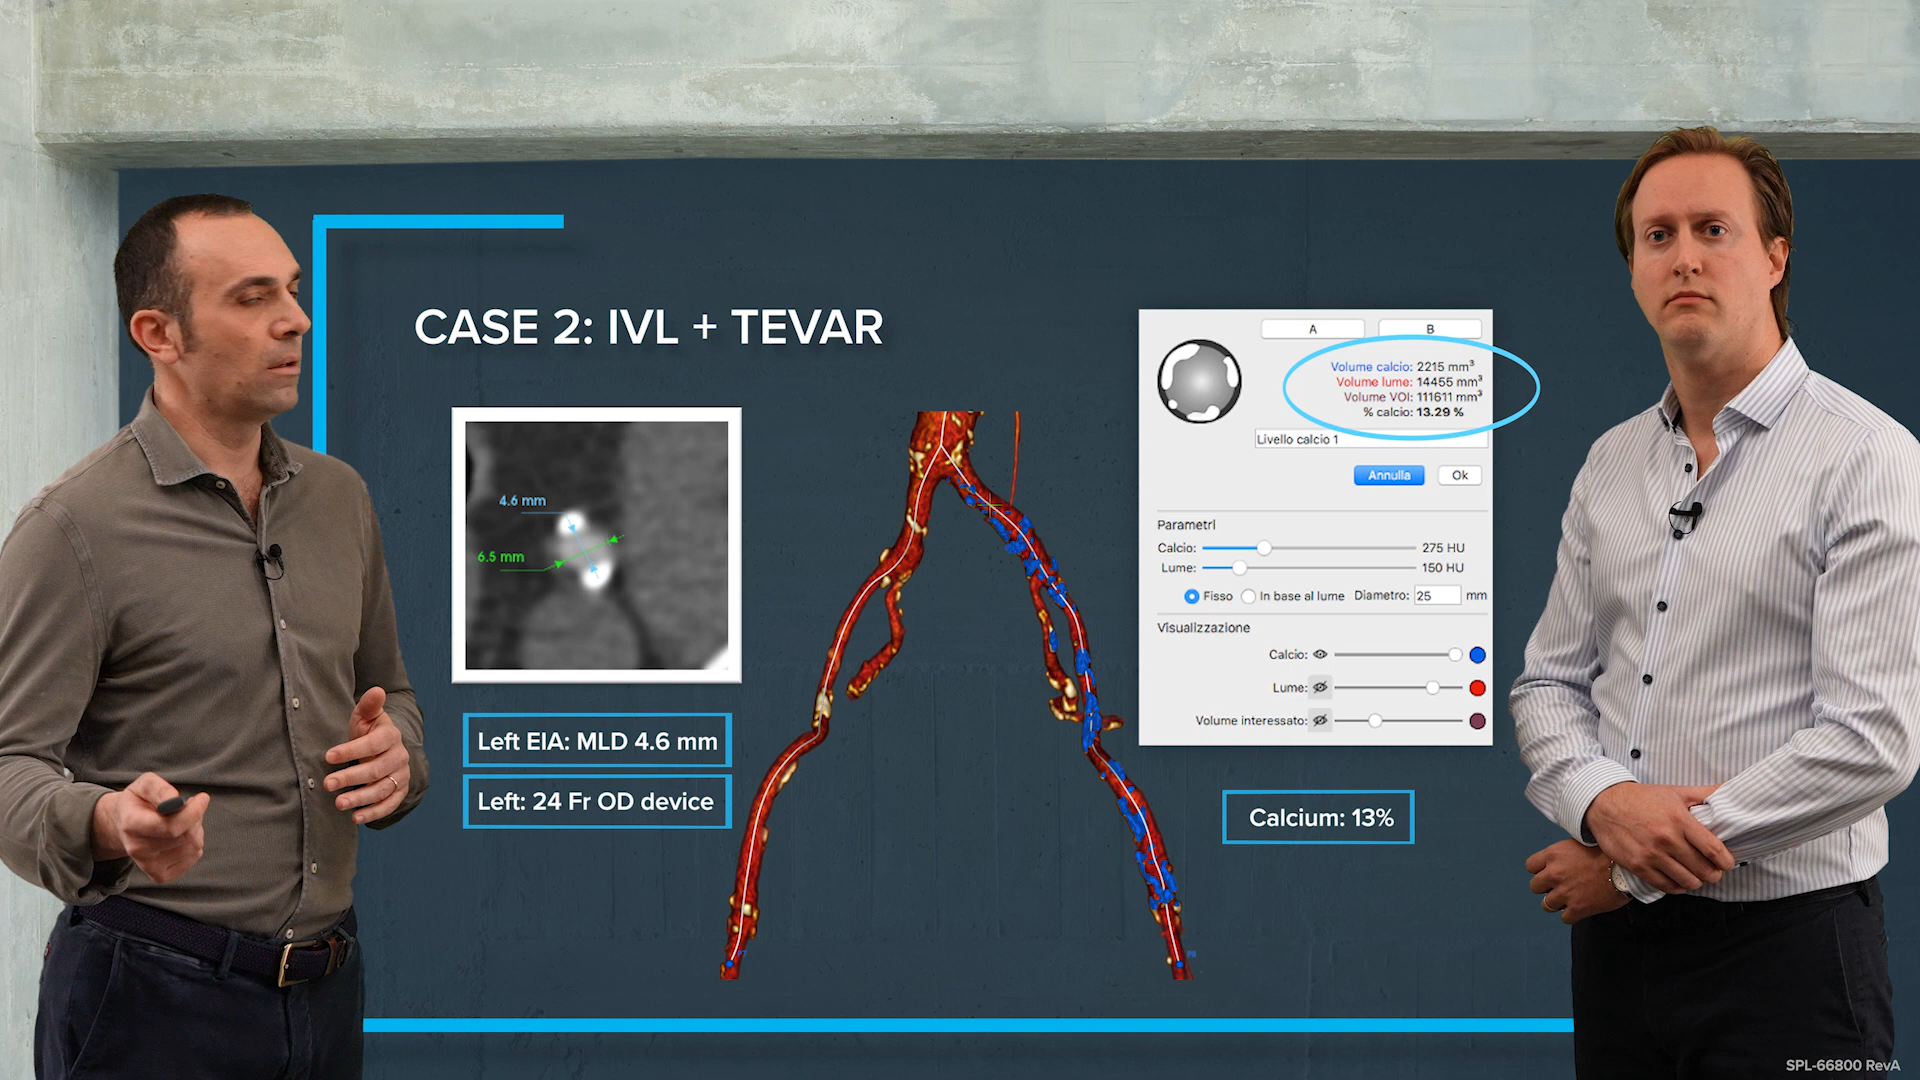 CASE 2: IVL + TEVAR
4.6 mm
6.5 mm
Left EIA: MLD 4.6 mm
Left: 24 Fr OD device
A
B
Volume calcio: 2215 mm³
Volume lume: 14455 mm³
Volume VOI: 111611 mm³
% calcio: 13.29 %
Livello calcio 1
Annulla
Ok
Parametri
Calcio: 275 HU
Lume: 150 HU
Fisso In base al lume Diametro: 25 mm
Visualizzazione
Calcio:
Lume:
Volume interessato:
Calcium: 13%
SPL-66800 RevA